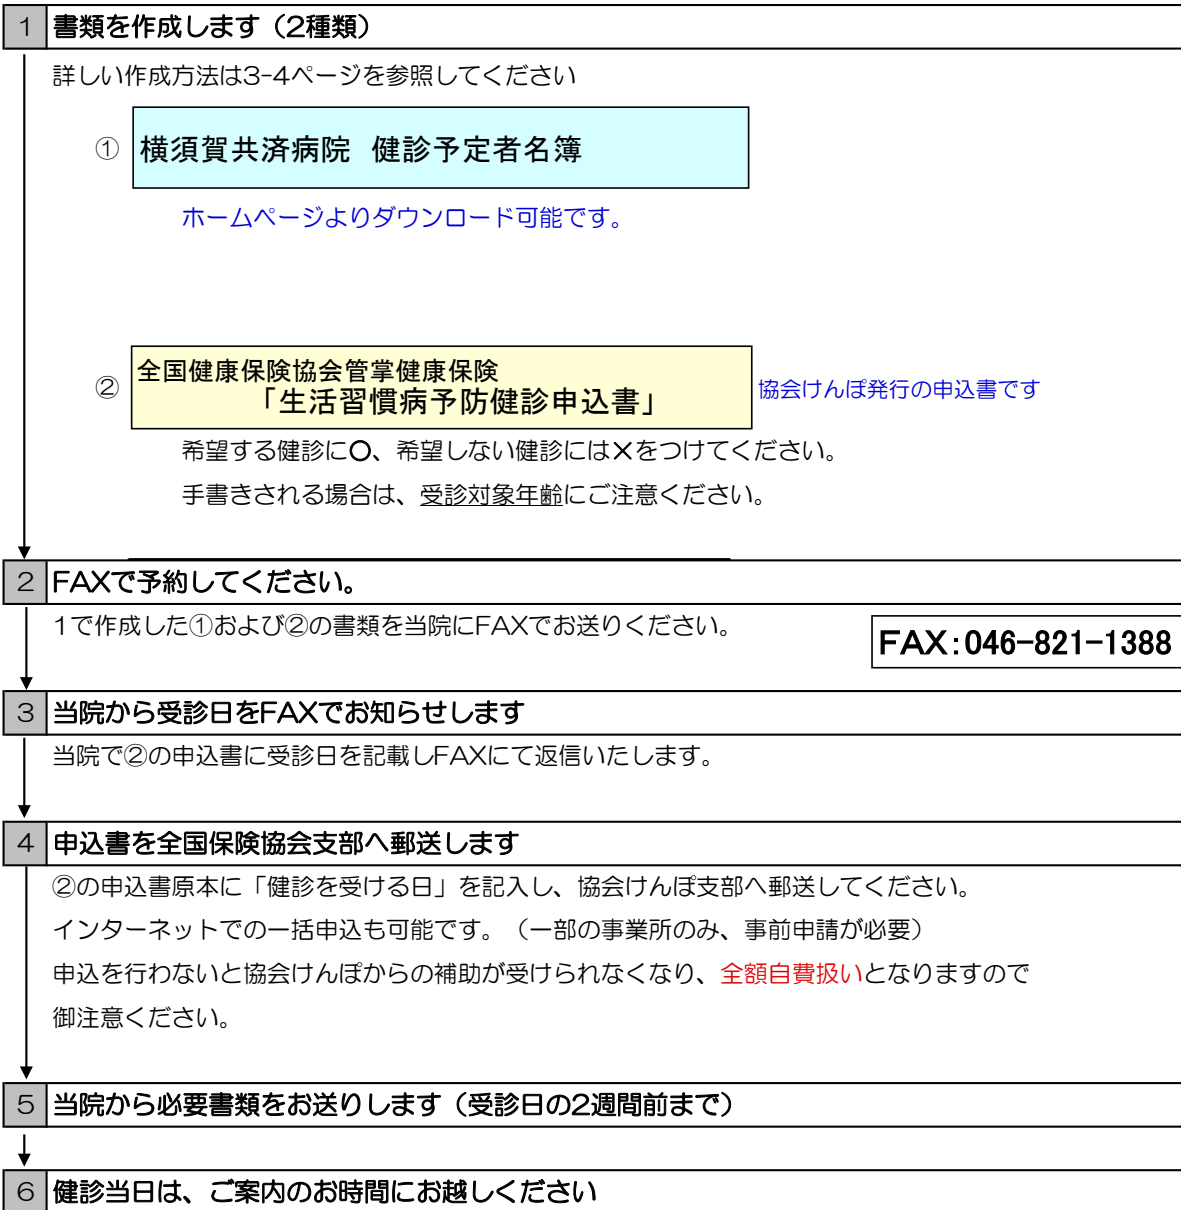 1 書類を作成します（2種類）
詳しい作成方法は3-4ページを参照してください
① 横須賀共済病院 健診予定者名簿
ホームページよりダウンロード可能です。
全国健康保険協会管掌健康保険
② 「生活習慣病予防健診申込書」 協会けんぽ発行の申込書です
希望する健診に〇、希望しない健診には×をつけてください。
手書きされる場合は、受診対象年齢にご注意ください。
2 FAXで予約してください。
1で作成した①および②の書類を当院にFAXでお送りください。
FAX:046-821-1388
3 当院から受診日をFAXでお知らせします
当院で②の申込書に受診日を記載しFAXにて返信いたします。
4 申込書を全国保険協会支部へ郵送します
②の申込書原本に「健診を受ける日」を記入し、協会けんぽ支部へ郵送してください。
インターネットでの一括申込も可能です。（一部の事業所のみ、事前申請が必要）
申込を行わないと協会けんぽからの補助が受けられなくなり、全額自費扱いとなりますので
御注意ください。
5 当院から必要書類をお送りします（受診日の2週間前まで）
6 健診当日は、ご案内のお時間にお越しください